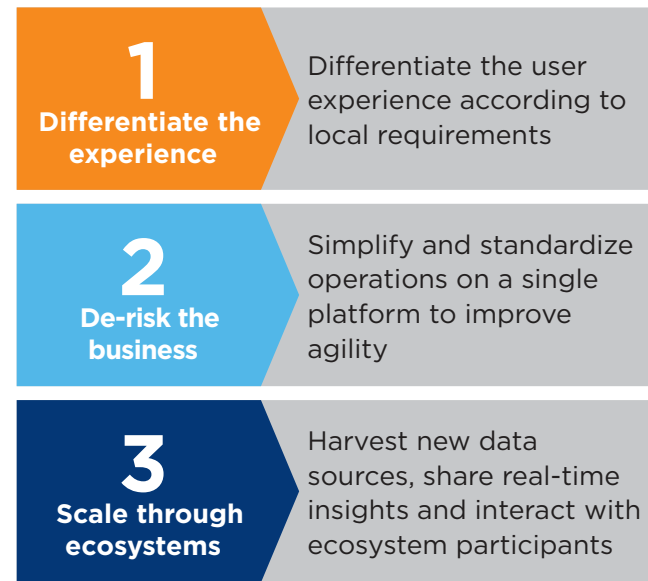 1
Differentiate the
experience
Differentiate the user
experience according to
local requirements
2
De-risk the
business
Simplify and standardize
operations on a single
platform to improve
agility
3
Scale through
ecosystems
Harvest new data
sources, share real-time
insights and interact with
ecosystem participants